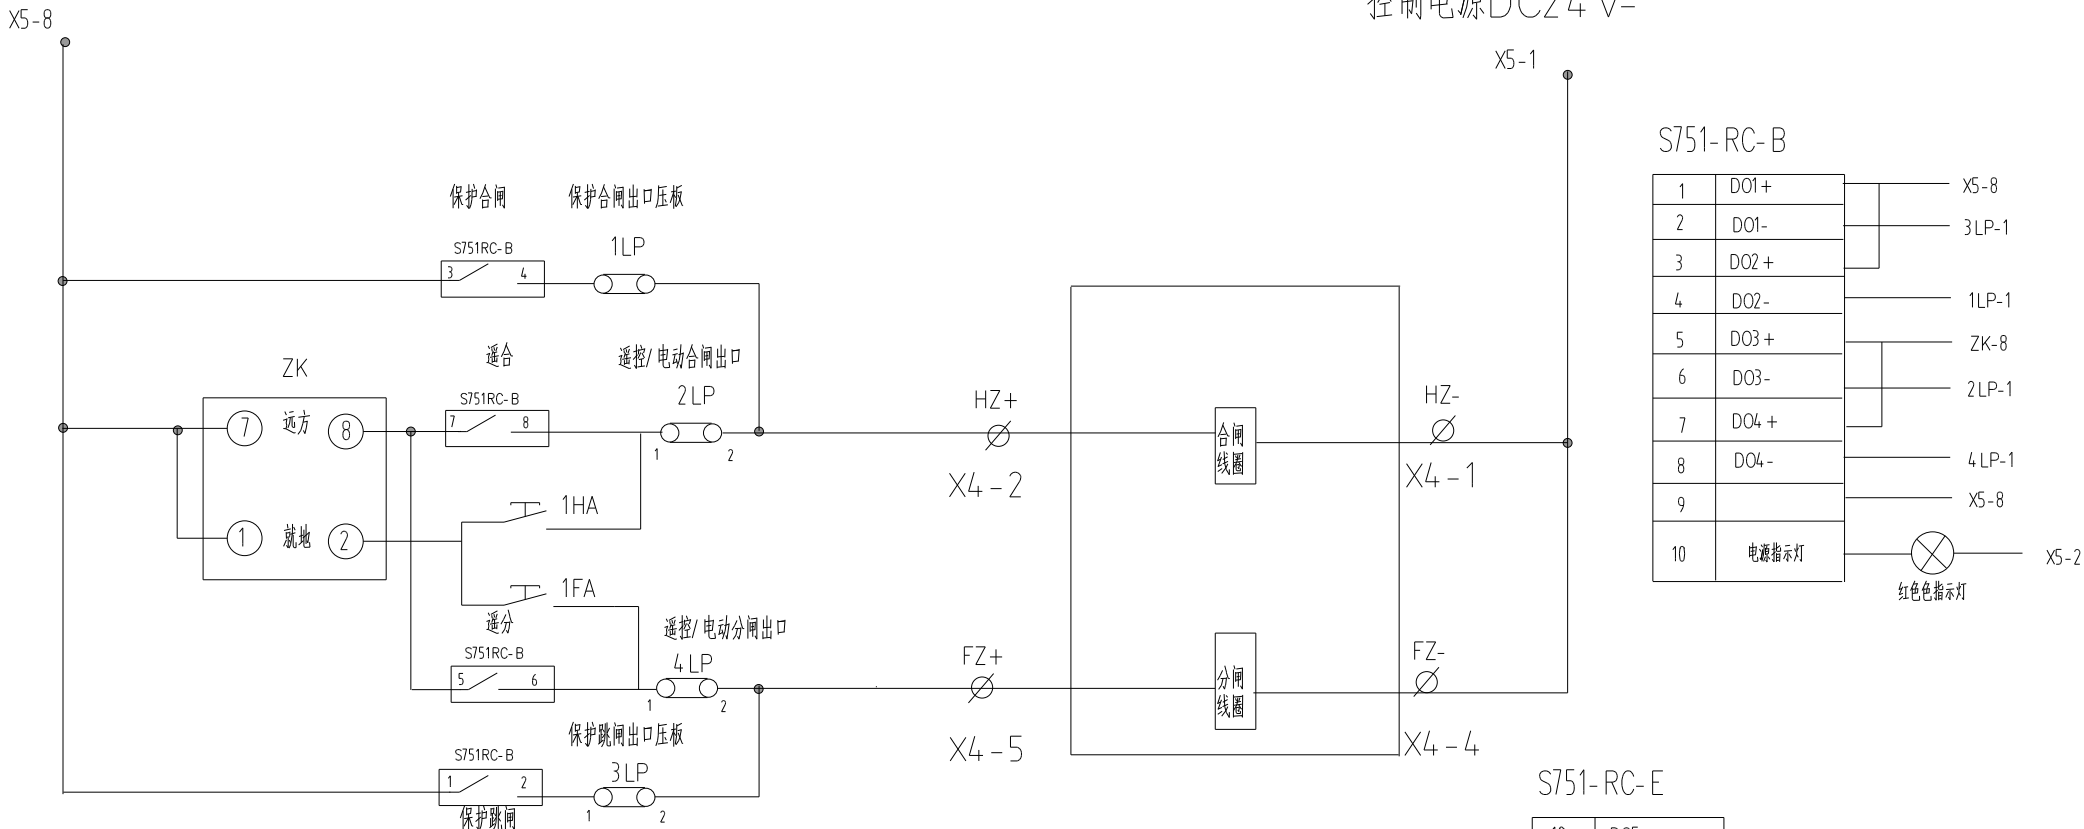 X5-8
控制电源DC24V-
X5-1
S751-RC-B
保护合闸
保护合闸出口压板
S751RC-B
1LP
3
4
遥合
遥控/电动合闸出口
ZK
S751RC-B
2LP
7
远方
8
7
8
1
2
HZ+
X4-2
合闸
线圈
HZ-
X4-1
1HA
1
就地
2
1FA
遥分
遥控/电动分闸出口
S751RC-B
4LP
5
6
1
2
FZ+
X4-5
分闸
线圈
FZ-
X4-4
保护跳闸出口压板
S751RC-B
3LP
1
2
1
2
保护跳闸
1 DO1+ X5-8
2 DO1- 3LP-1
3 DO2+
4 DO2- 1LP-1
5 DO3+ ZK-8
6 DO3- 2LP-1
7 DO4+
8 DO4- 4LP-1
9 X5-8
10 电源指示灯 X5-2
红色色指示灯
S751-RC-E